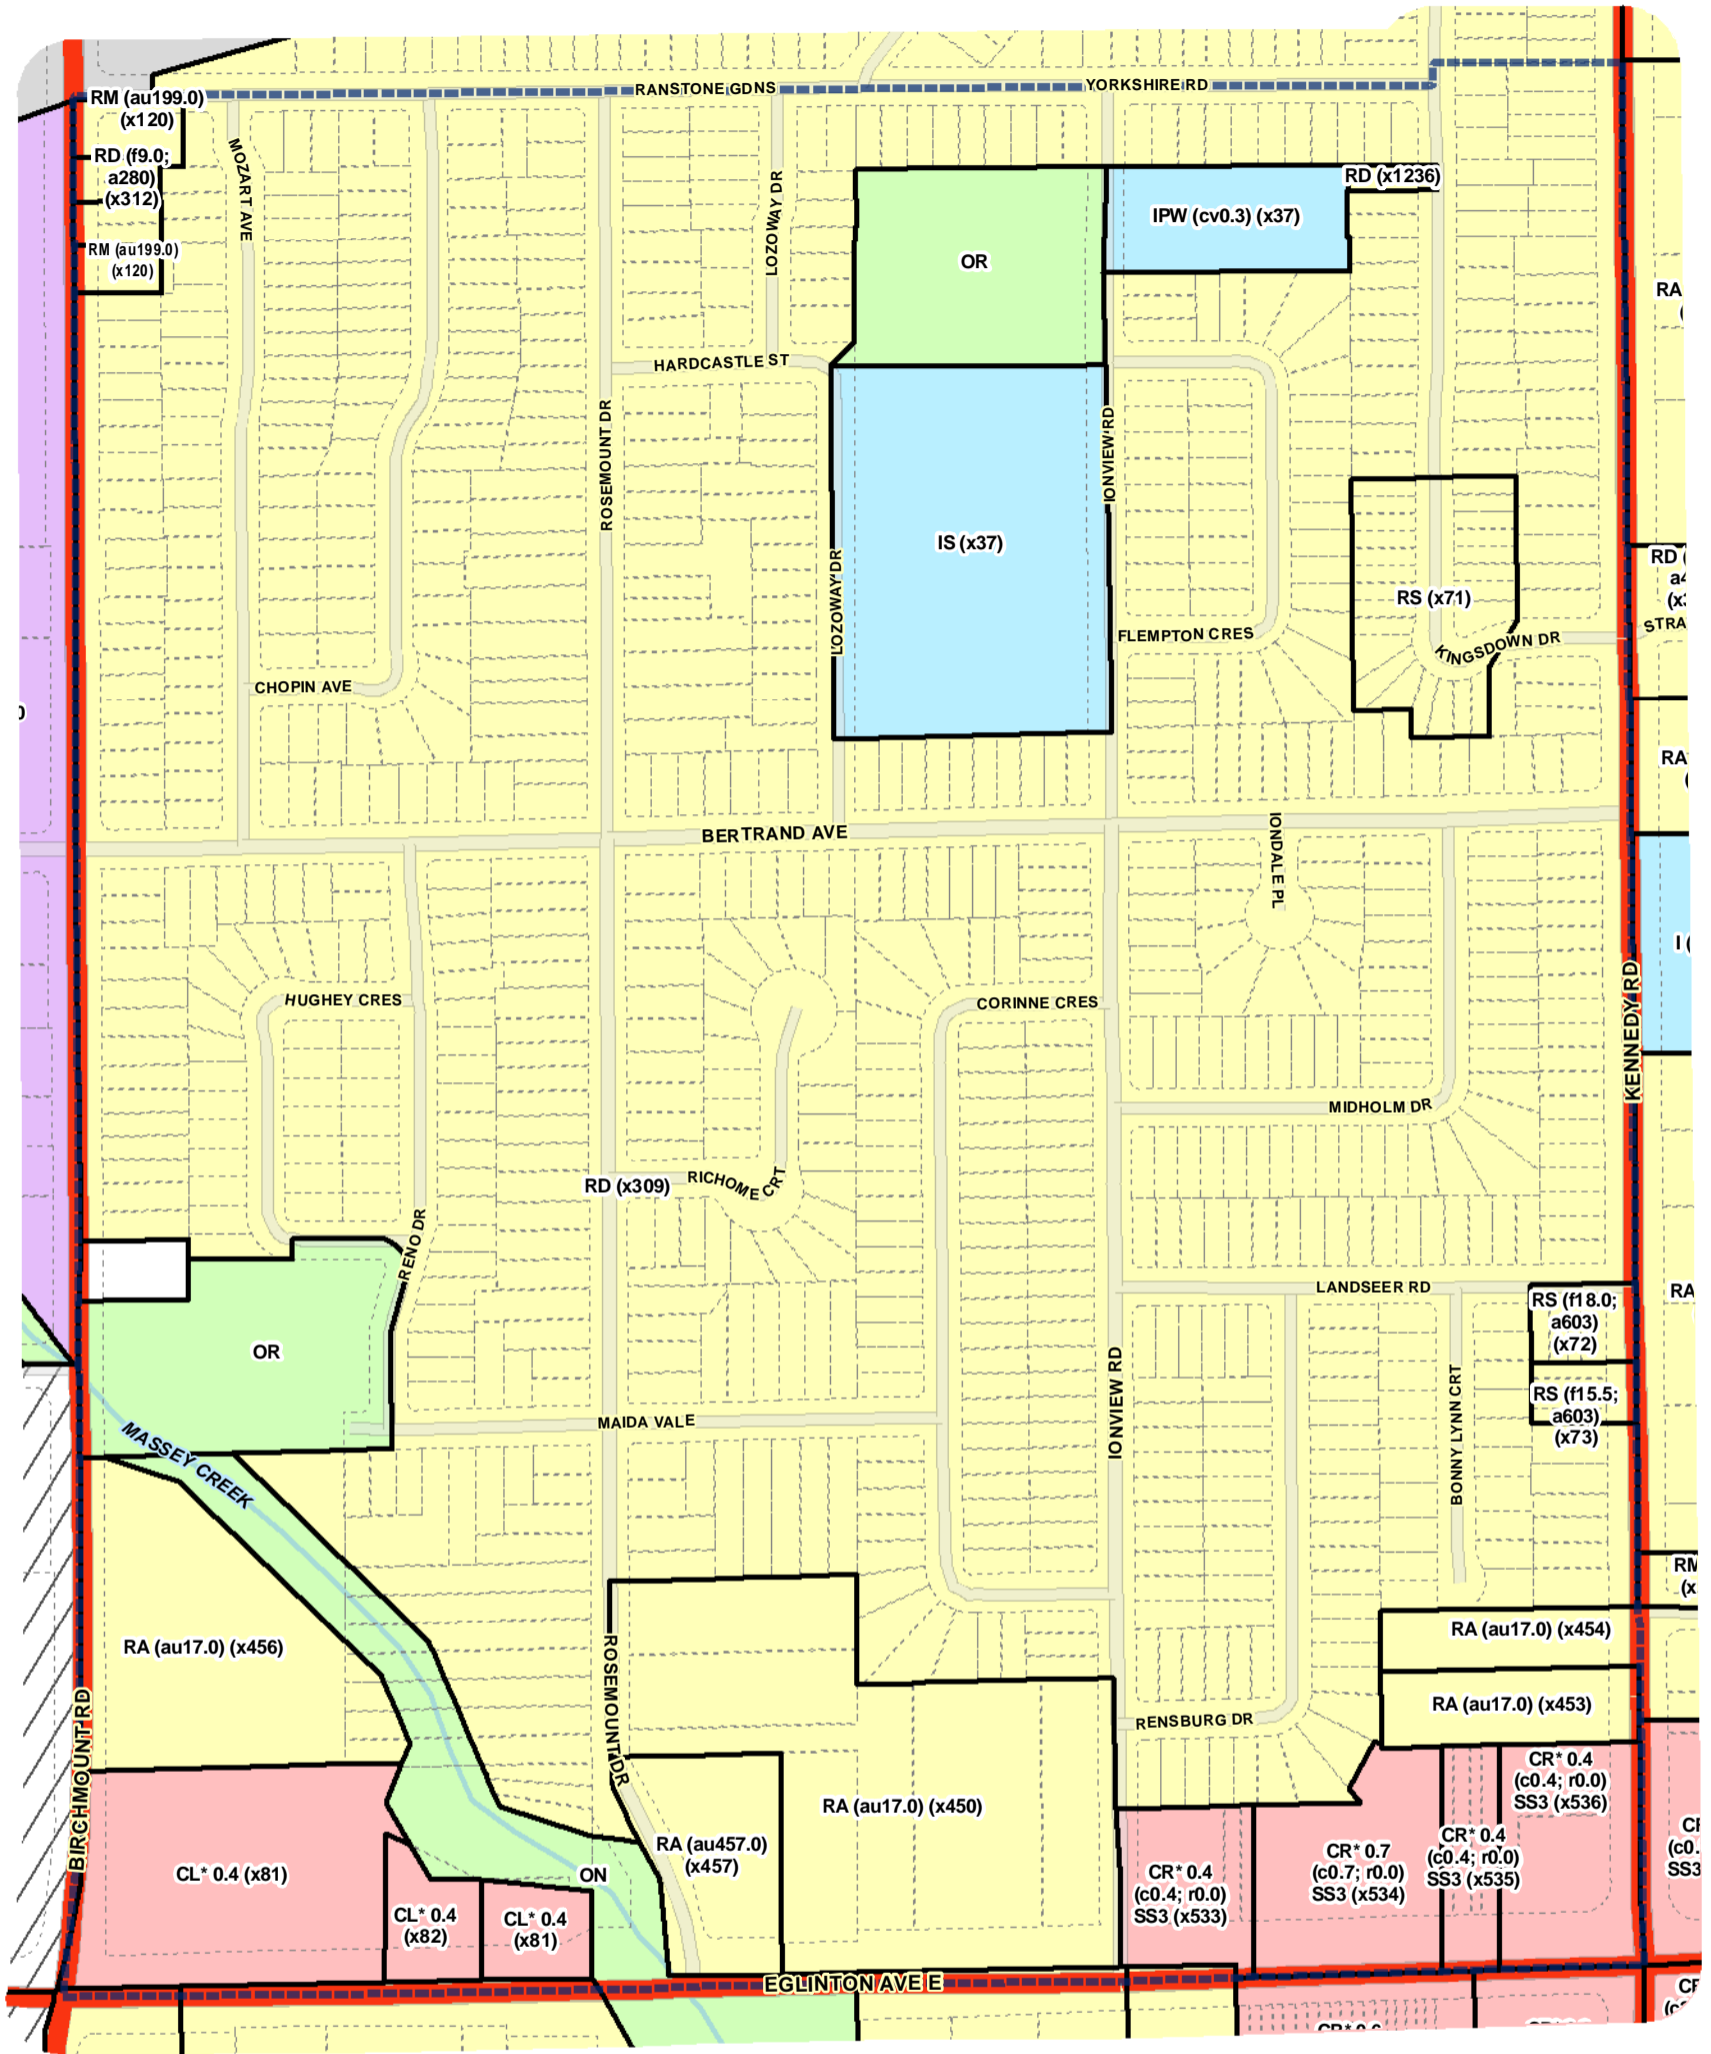 RANSTONE GDNS
YORKSHIRE RD
RM (au199.0)
(x120)
RD (f9.0;
a280)
(x312)
RM (au199.0)
(x120)
MOZART AVE
LOZOWAY DR
RD (x1236)
IPW (cv0.3) (x37)
OR
RA
(
HARDCASTLE ST
ROSEMOUNT DR
IONVIEW RD
IS (x37)
LOZOWAY DR
RS (x71)
RD (
a4
(x3
STRA
FLEMPTON CRES
KINGSDOWN DR
CHOPIN AVE
RA
(
BERTRAND AVE
IONDALE PL
I (
HUGHEY CRES
CORINNE CRES
KENNEDY RD
MIDHOLM DR
RD (x309)
RICHOME CRT
RENO DR
LANDSEER RD
RA
RS (f18.0;
a603)
(x72)
OR
RS (f15.5;
a603)
(x73)
IONVIEW RD
BONNY LYNN CRT
MAIDA VALE
MASSEY CREEK
RM
(x
RA (au17.0) (x456)
RA (au17.0) (x454)
ROSEMOUNT DR
RA (au17.0) (x453)
RENSBURG DR
BIRCHMOUNT RD
CR* 0.4
(c0.4; r0.0)
SS3 (x536)
RA (au17.0) (x450)
RA (au457.0)
(x457)
CL* 0.4 (x81)
ON
CR* 0.4
(c0.4; r0.0)
SS3 (x533)
CR* 0.7
(c0.7; r0.0)
SS3 (x534)
CR* 0.4
(c0.4; r0.0)
SS3 (x535)
(c0.
SS3
CL* 0.4
(x82)
CL* 0.4
(x81)
EGLINTON AVE E